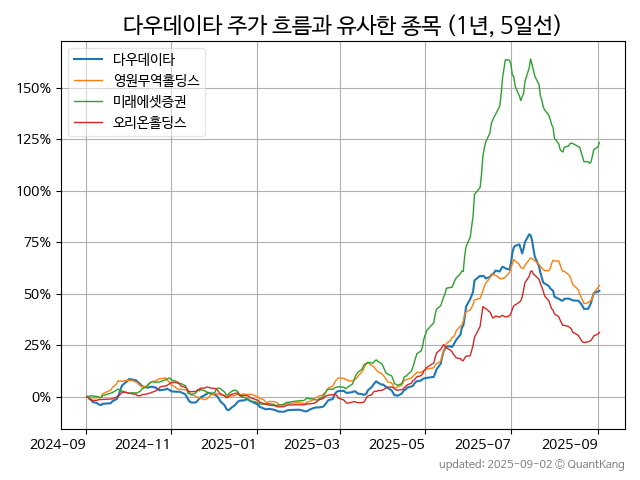 다우데이타 주가 흐름과 유사한 종목 (1년, 5일선)
다우데이타
영원무역홀딩스
미래에셋증권
오리온홀딩스
150%
125%
100%
75%
50%
25%
0%
2024-09 2024-11 2025-01 2025-03 2025-05 2025-07 2025-09
updated: 2025-09-02 © QuantKang